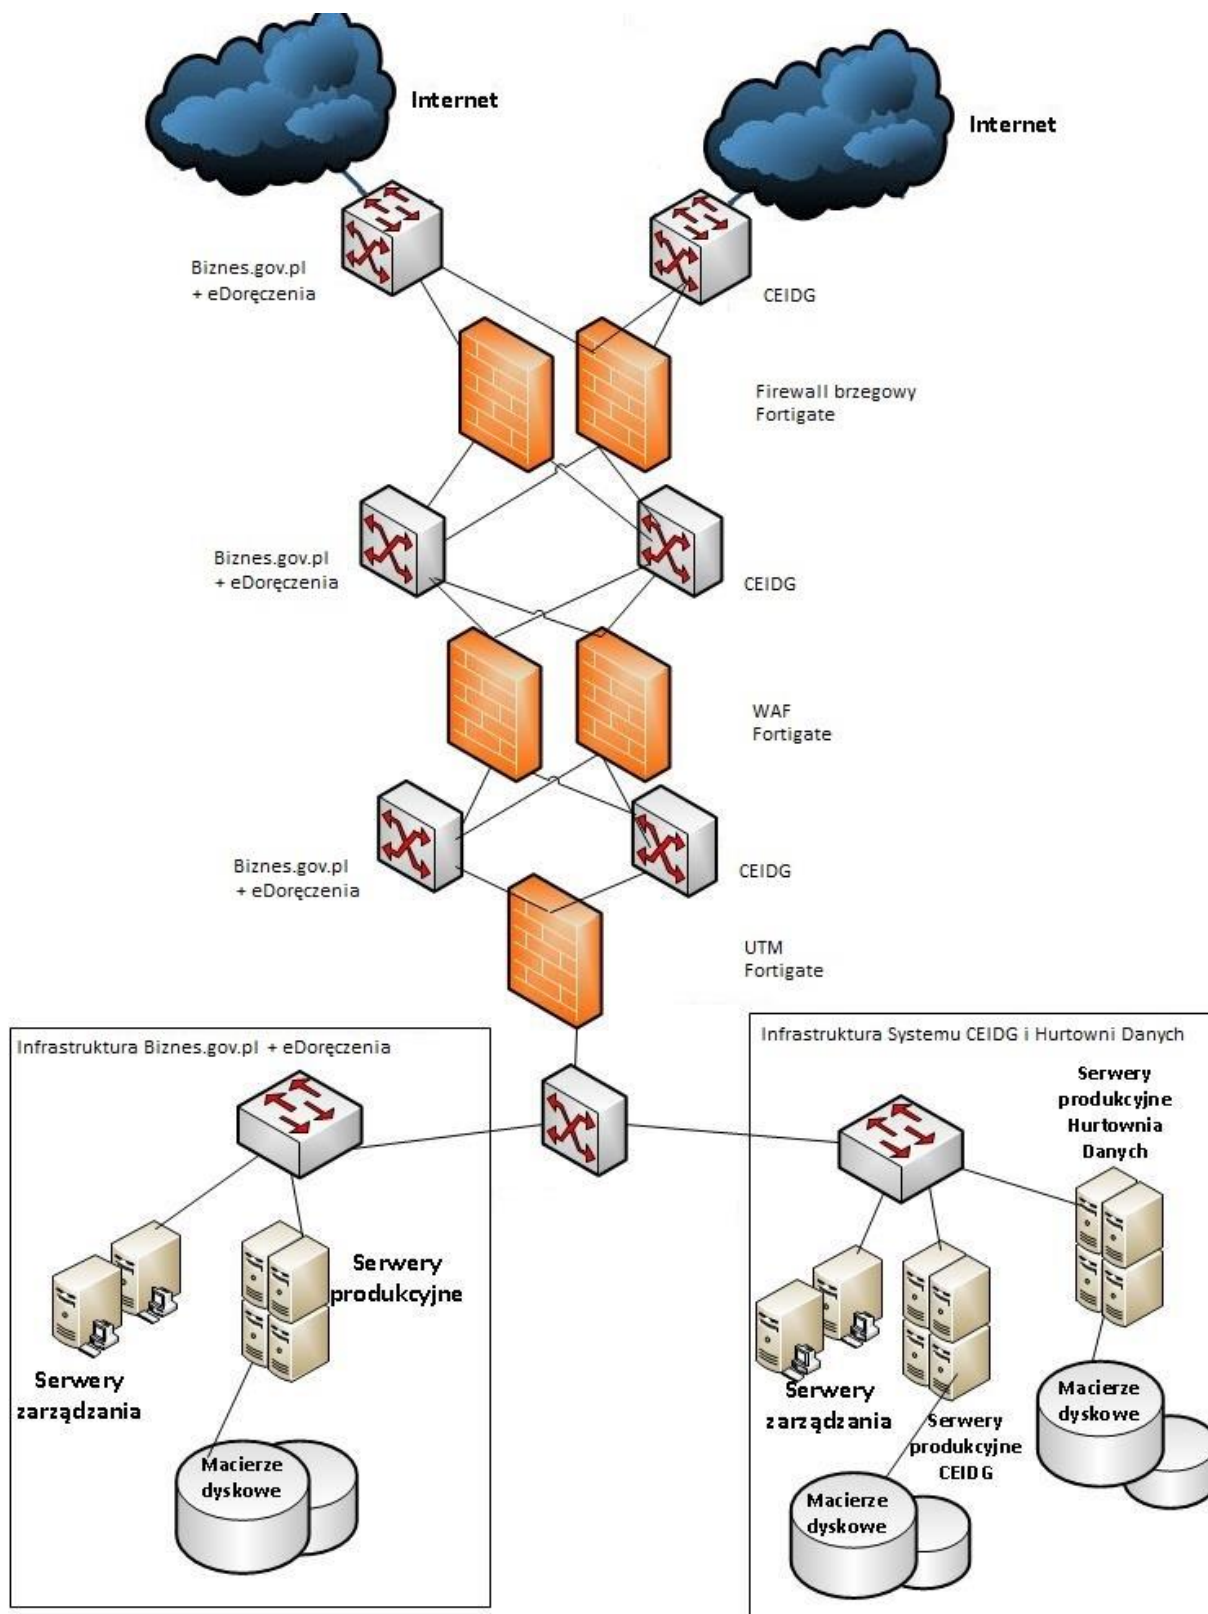 Internet
Internet
Biznes.gov.pl
+ eDoręczenia
CEIDG
Firewall brzegowy
Fortigate
Biznes.gov.pl
+ eDoręczenia
CEIDG
WAF
Fortigate
Biznes.gov.pl
+ eDoręczenia
CEIDG
UTM
Fortigate
Infrastruktura Biznes.gov.pl + eDoręczenia
Serwery
produkcyjne
Serwery
zarządzania
Macierze
dyskowe
Infrastruktura Systemu CEIDG i Hurtowni Danych
Serwery
produkcyjne
Hurtownia
Danych
Serwery
zarządzania
Serwery
produkcyjne
CEIDG
Macierze
dyskowe
Macierze
dyskowe